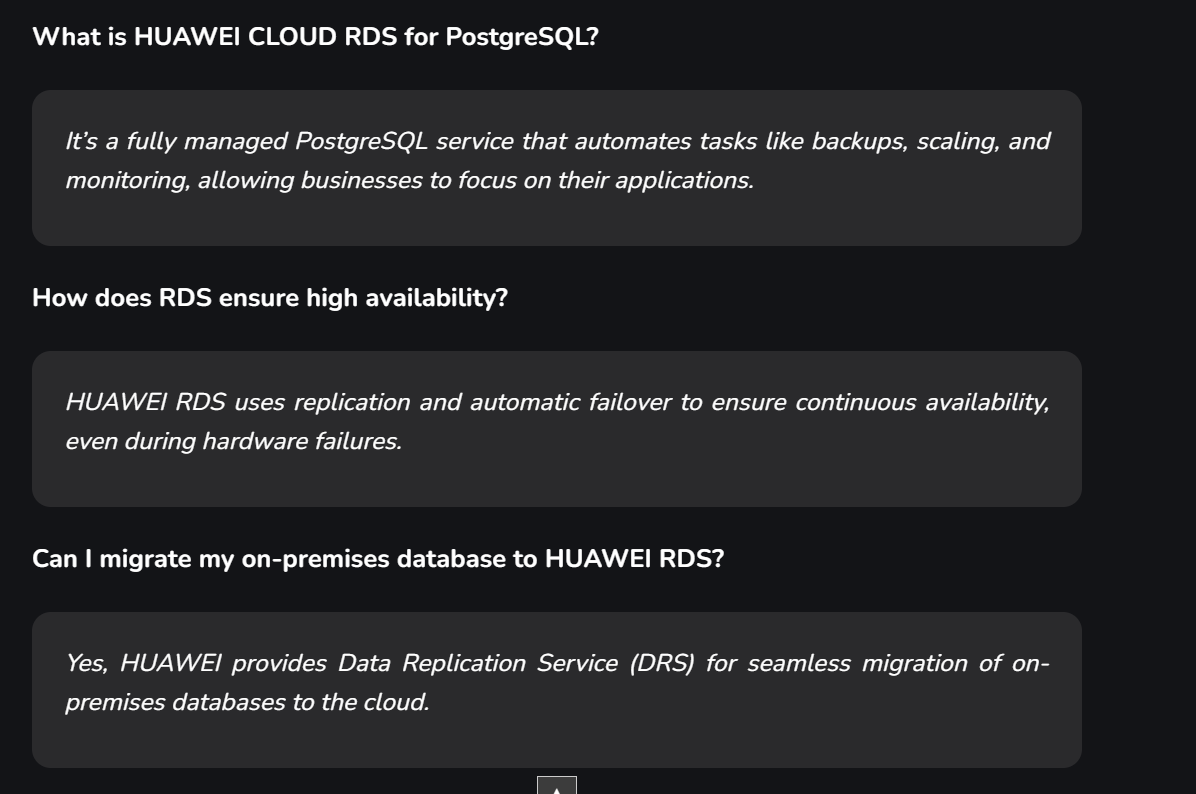 What is HUAWEI CLOUD RDS for PostgreSQL?
It’s a fully managed PostgreSQL service that automates tasks like backups, scaling, and
monitoring, allowing businesses to focus on their applications.
How does RDS ensure high availability?
HUAWEI RDS uses replication and automatic failover to ensure continuous availability,
even during hardware failures.
Can I migrate my on-premises database to HUAWEI RDS?
Yes, HUAWEI provides Data Replication Service (DRS) for seamless migration of on-
premises databases to the cloud.